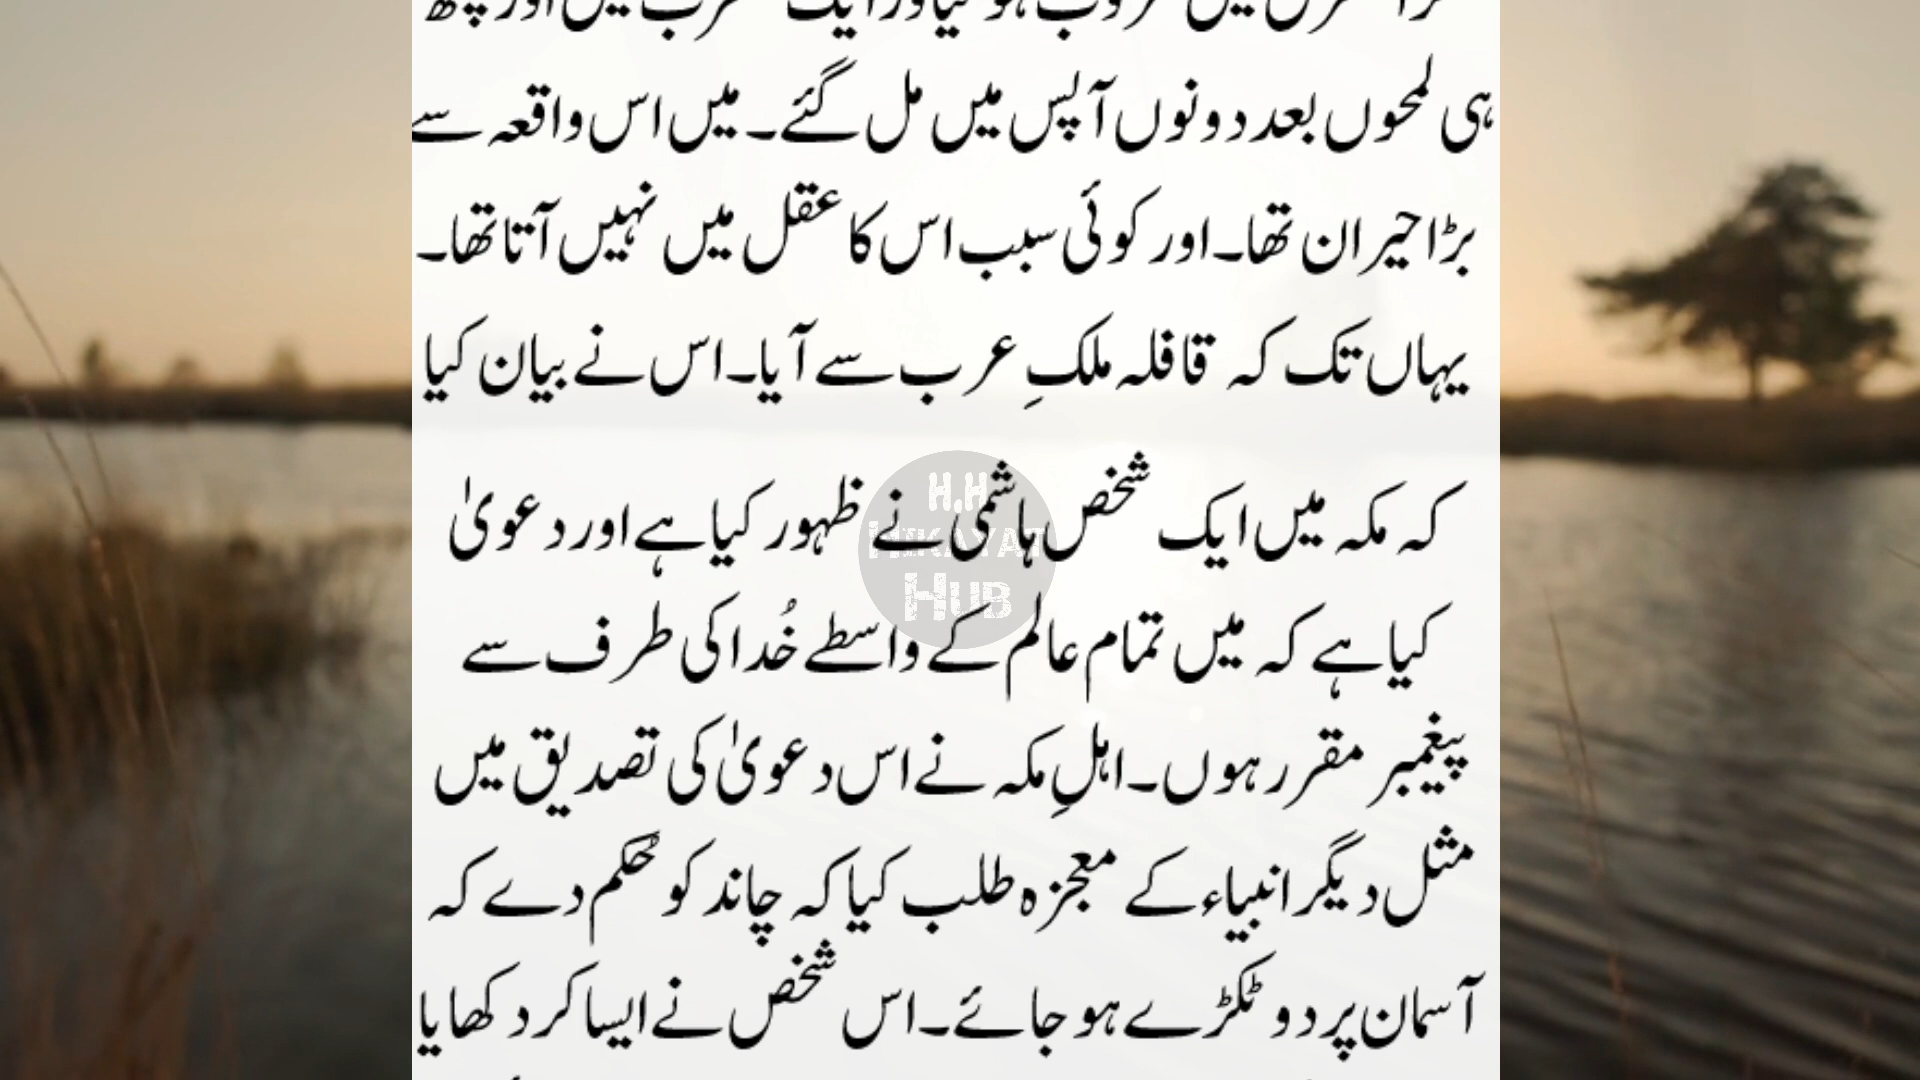 ہی لمحوں بعد دونوں آپس میں مل گئے۔ میں اس واقعہ سے
بڑا حیران تھا۔ اور کوئی سبب اس کا عقل میں نہیں آتا تھا۔
یہاں تک کہ قافلہ ملکِ عرب سے آیا۔ اس نے بیان کیا
کہ مکہ میں ایک شخص ہاشمی نے ظہور کیا ہے اور دعویٰ
H.H
HIKAYAT
HUB
کیا ہے کہ میں تمام عالم کے واسطے خُدا کی طرف سے
پیغمبر مقرر ہوں۔ اہلِ مکہ نے اس دعویٰ کی تصدیق میں
مثل دیگر انبیاء کے معجزہ طلب کیا کہ چاند کو حُکم دے کہ
آسمان پر دو ٹکڑے ہو جائے۔ اس شخص نے ایسا کر دکھایا